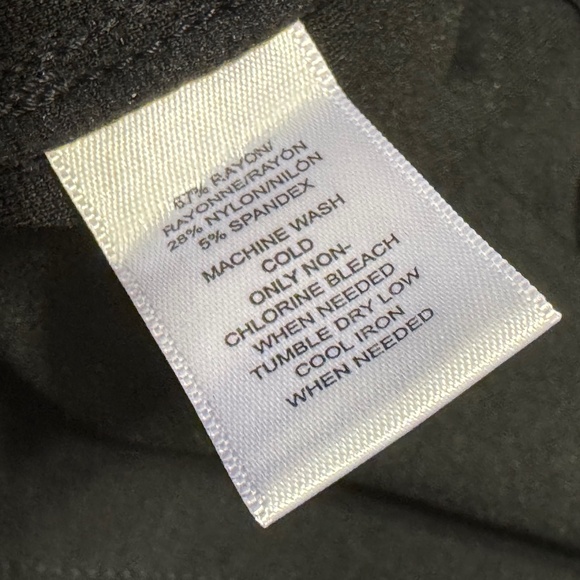 67% RAYON/
RAYONNE/RAYÓN
28% NYLON/NILÓN
5% SPANDEX
MACHINE WASH
COLD
ONLY NON-
CHLORINE BLEACH
WHEN NEEDED
TUMBLE DRY LOW
COOL IRON
WHEN NEEDED